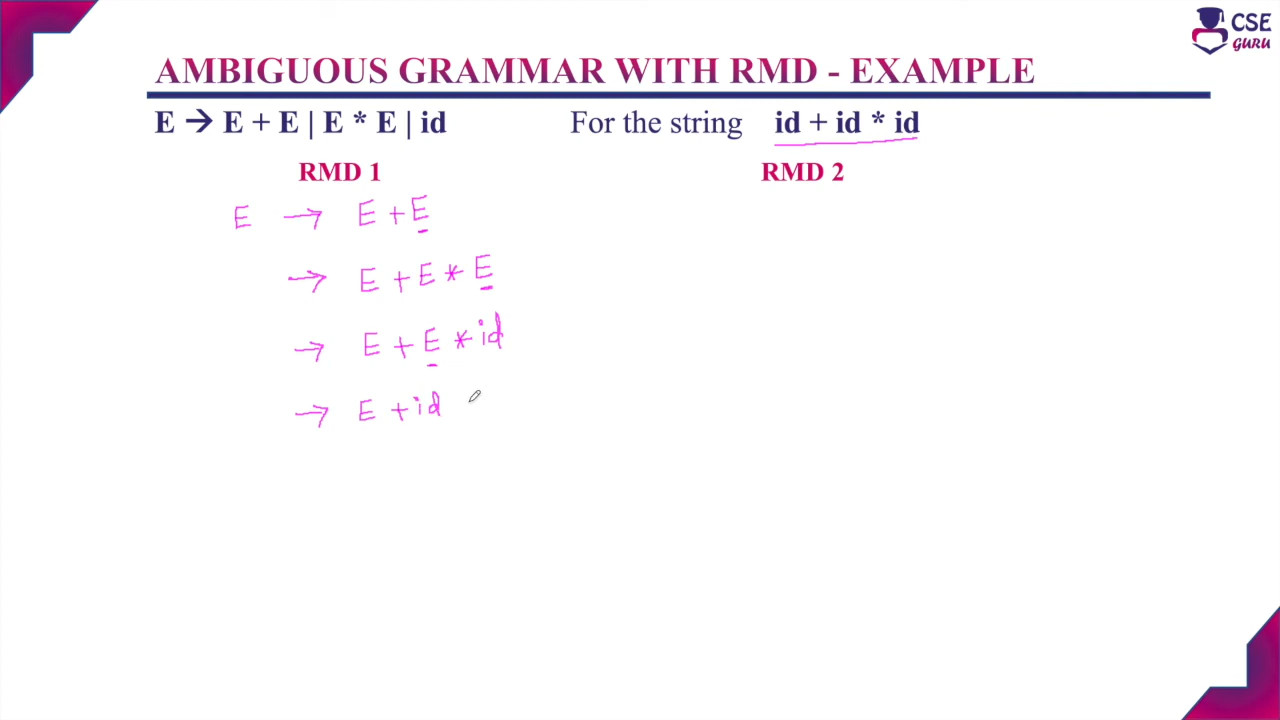 CSE
GURU
AMBIGUOUS GRAMMAR WITH RMD - EXAMPLE
E → E + E | E * E | id For the string id + id * id
RMD 1 RMD 2
E → E + E
→ E + E * E
→ E + E * id
→ E + id